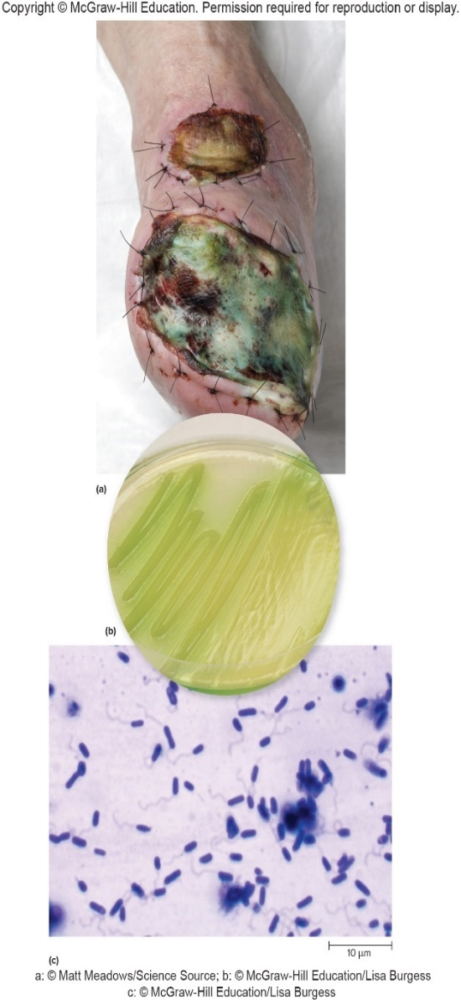 Copyright © McGraw-Hill Education. Permission required for reproduction or display.
(a)
(b)
10 μm
(c)
a: © Matt Meadows/Science Source; b: © McGraw-Hill Education/Lisa Burgess
c: © McGraw-Hill Education/Lisa Burgess